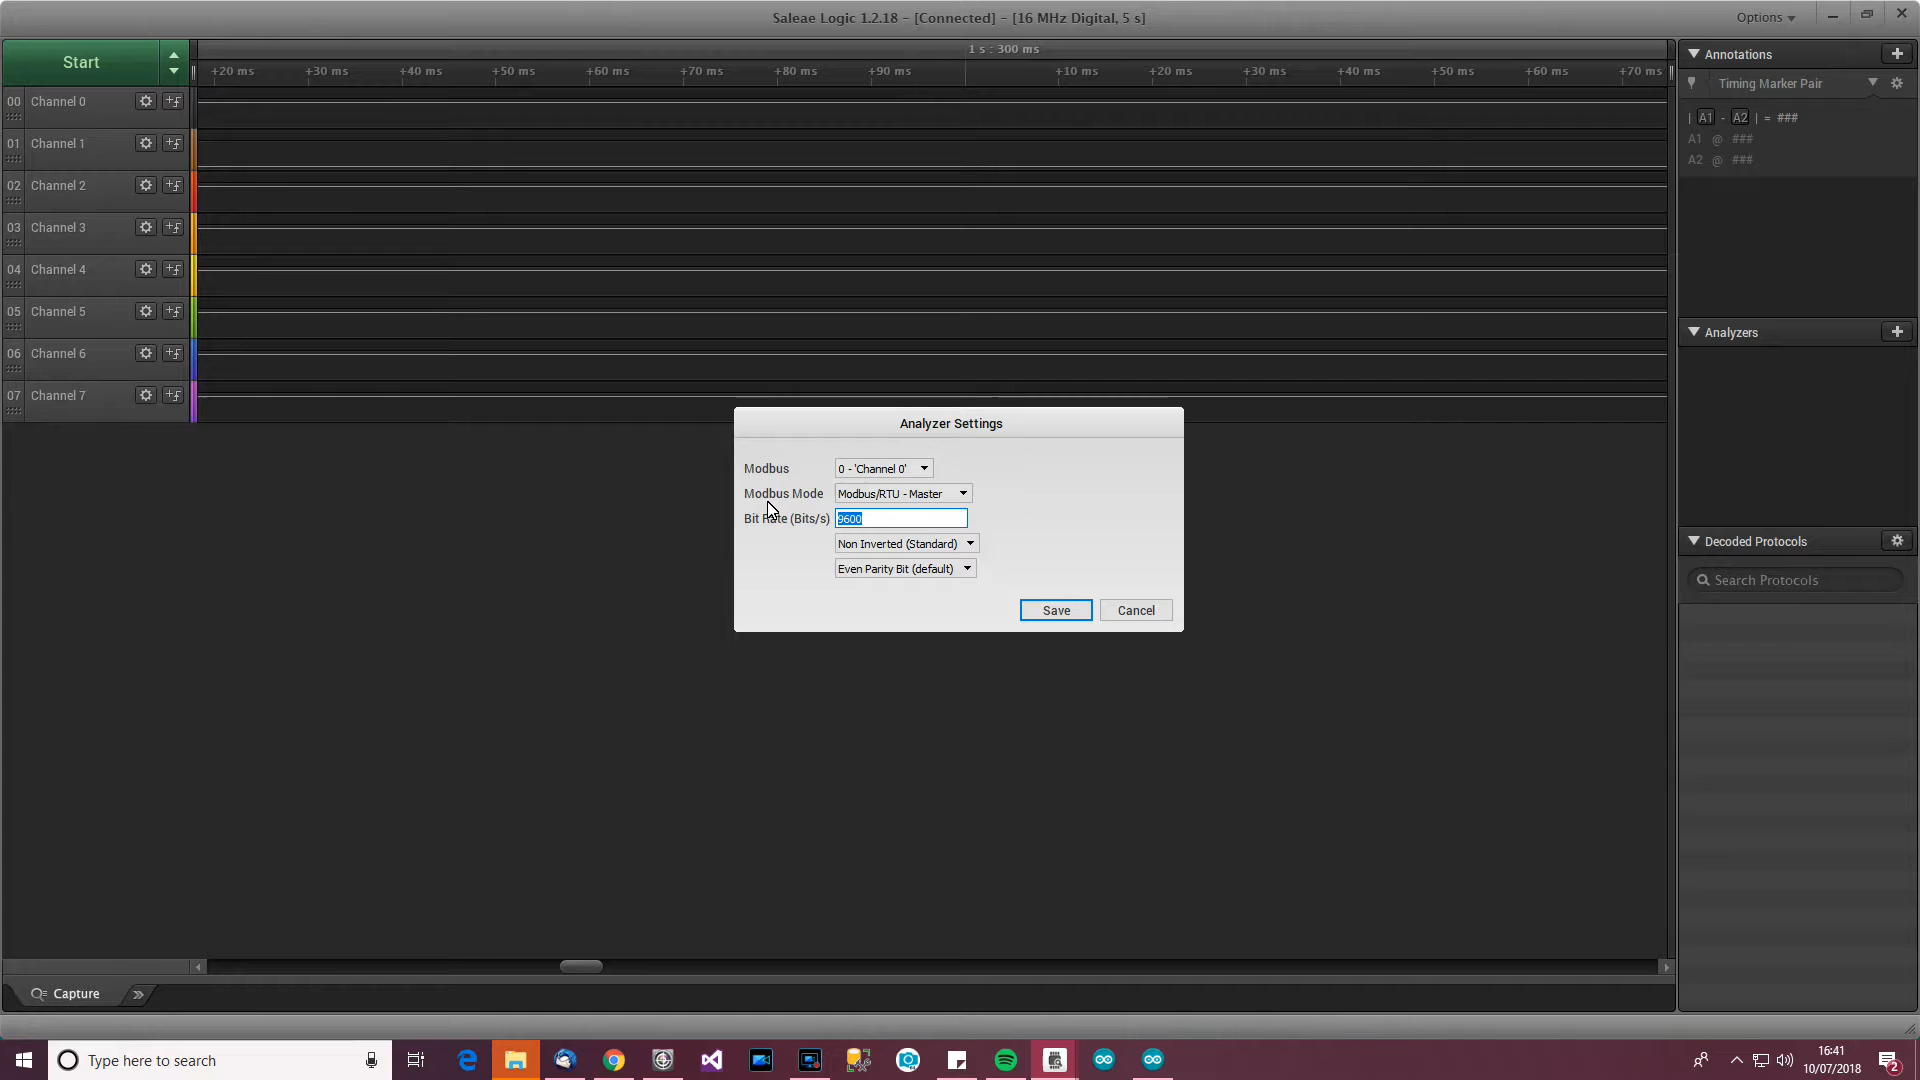 Saleae Logic 1.2.18 - [Connected] - [16 MHz Digital, 5 s]
Options
Start
1 s : 300 ms
+20 ms +30 ms +40 ms +50 ms +60 ms +70 ms +80 ms +90 ms +10 ms +20 ms +30 ms +40 ms +50 ms +60 ms +70 ms
00 Channel 0
01 Channel 1
02 Channel 2
03 Channel 3
04 Channel 4
05 Channel 5
06 Channel 6
07 Channel 7
Annotations
Timing Marker Pair
| A1 - A2 | = ###
A1 @ ###
A2 @ ###
Analyzers
Decoded Protocols
Search Protocols
Analyzer Settings
Modbus 0 - 'Channel 0'
Modbus Mode Modbus/RTU - Master
Bit Rate (Bits/s) 9600
Non Inverted (Standard)
Even Parity Bit (default)
Save Cancel
Capture
Type here to search
16:41
10/07/2018
2